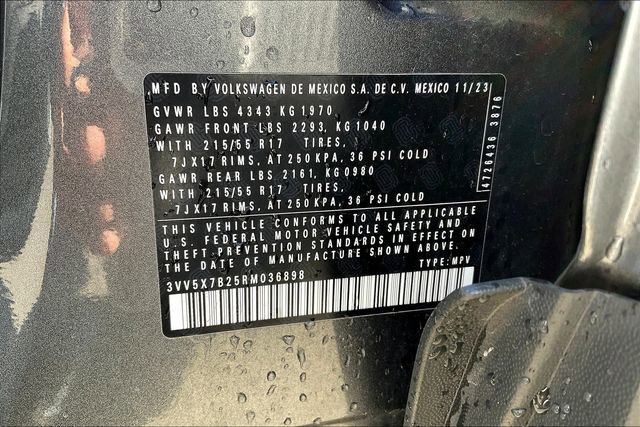 MFD BY VOLKSWAGEN DE MEXICO S.A. DE C.V. MEXICO 11/23
GVWR LBS 4343 KG 1970
GAWR FRONT LBS 2293, KG 1040
WITH 215/55 R17 TIRES,
7JX17 RIMS, AT 250 KPA, 36 PSI COLD
GAWR REAR LBS 2161, KG 0980
WITH 215/55 R17 TIRES,
7JX17 RIMS, AT 250 KPA, 36 PSI COLD
THIS VEHICLE CONFORMS TO ALL APPLICABLE
U.S. FEDERAL MOTOR VEHICLE SAFETY AND
THEFT PREVENTION STANDARDS IN EFFECT ON
THE DATE OF MANUFACTURE SHOWN ABOVE.
3VV5X7B25RM036898 TYPE: MPV
4726436 3876